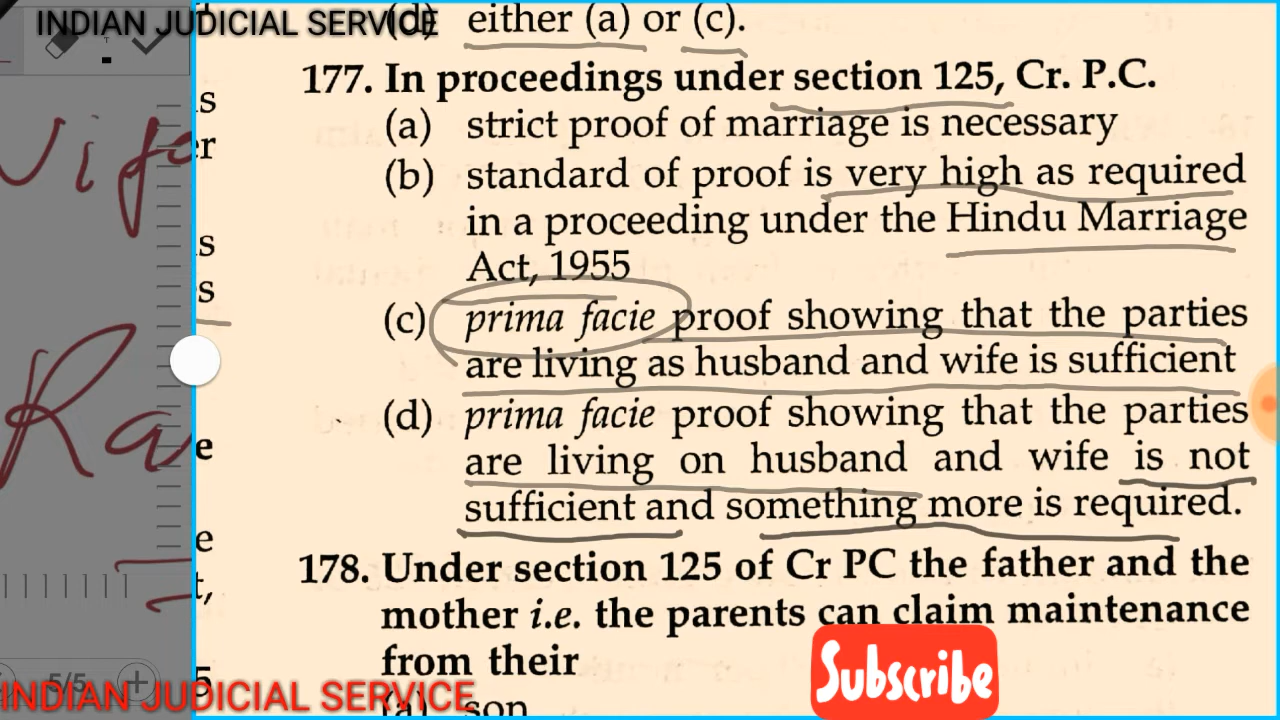 INDIAN JUDICIAL SERVICE
(d) either (a) or (c).
177. In proceedings under section 125, Cr. P.C.
(a) strict proof of marriage is necessary
(b) standard of proof is very high as required
in a proceeding under the Hindu Marriage
Act, 1955
(c) prima facie proof showing that the parties
are living as husband and wife is sufficient
(d) prima facie proof showing that the parties
are living on husband and wife is not
sufficient and something more is required.
178. Under section 125 of Cr PC the father and the
mother i.e. the parents can claim maintenance
from their
(a) son
Subscribe
5/5
INDIAN JUDICIAL SERVICE